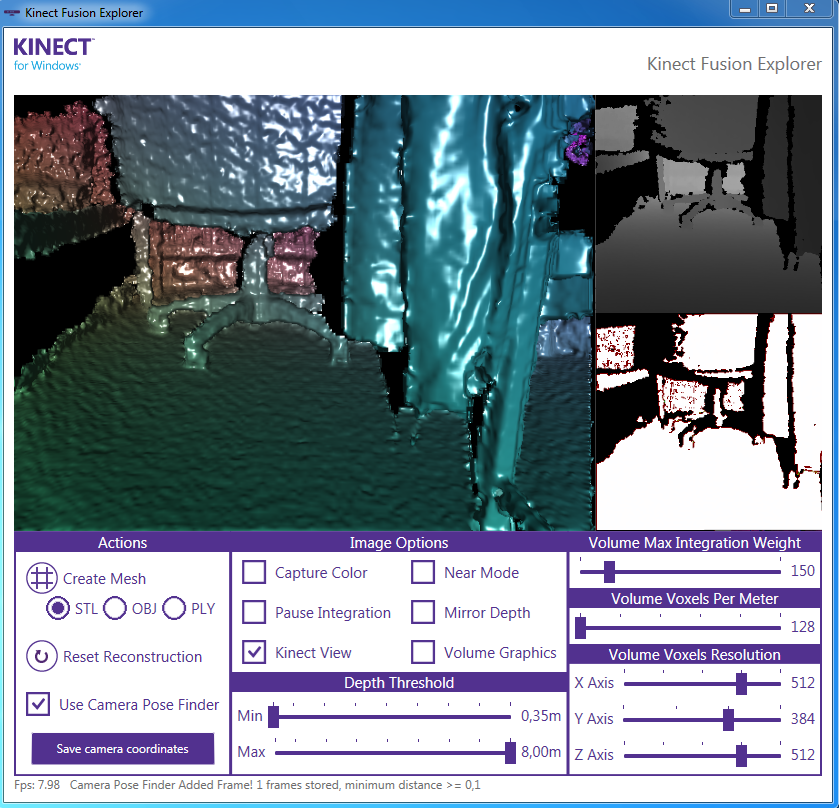 Kinect Fusion Explorer
KINECT™
for Windows®
Kinect Fusion Explorer
Actions
Create Mesh
STL OBJ PLY
Reset Reconstruction
Use Camera Pose Finder
Save camera coordinates
Image Options
Capture Color Near Mode
Pause Integration Mirror Depth
Kinect View Volume Graphics
Depth Threshold
Min 0,35m
Max 8,00m
Volume Max Integration Weight
150
Volume Voxels Per Meter
128
Volume Voxels Resolution
X Axis 512
Y Axis 384
Z Axis 512
Fps: 7.98 Camera Pose Finder Added Frame! 1 frames stored, minimum distance >= 0,1